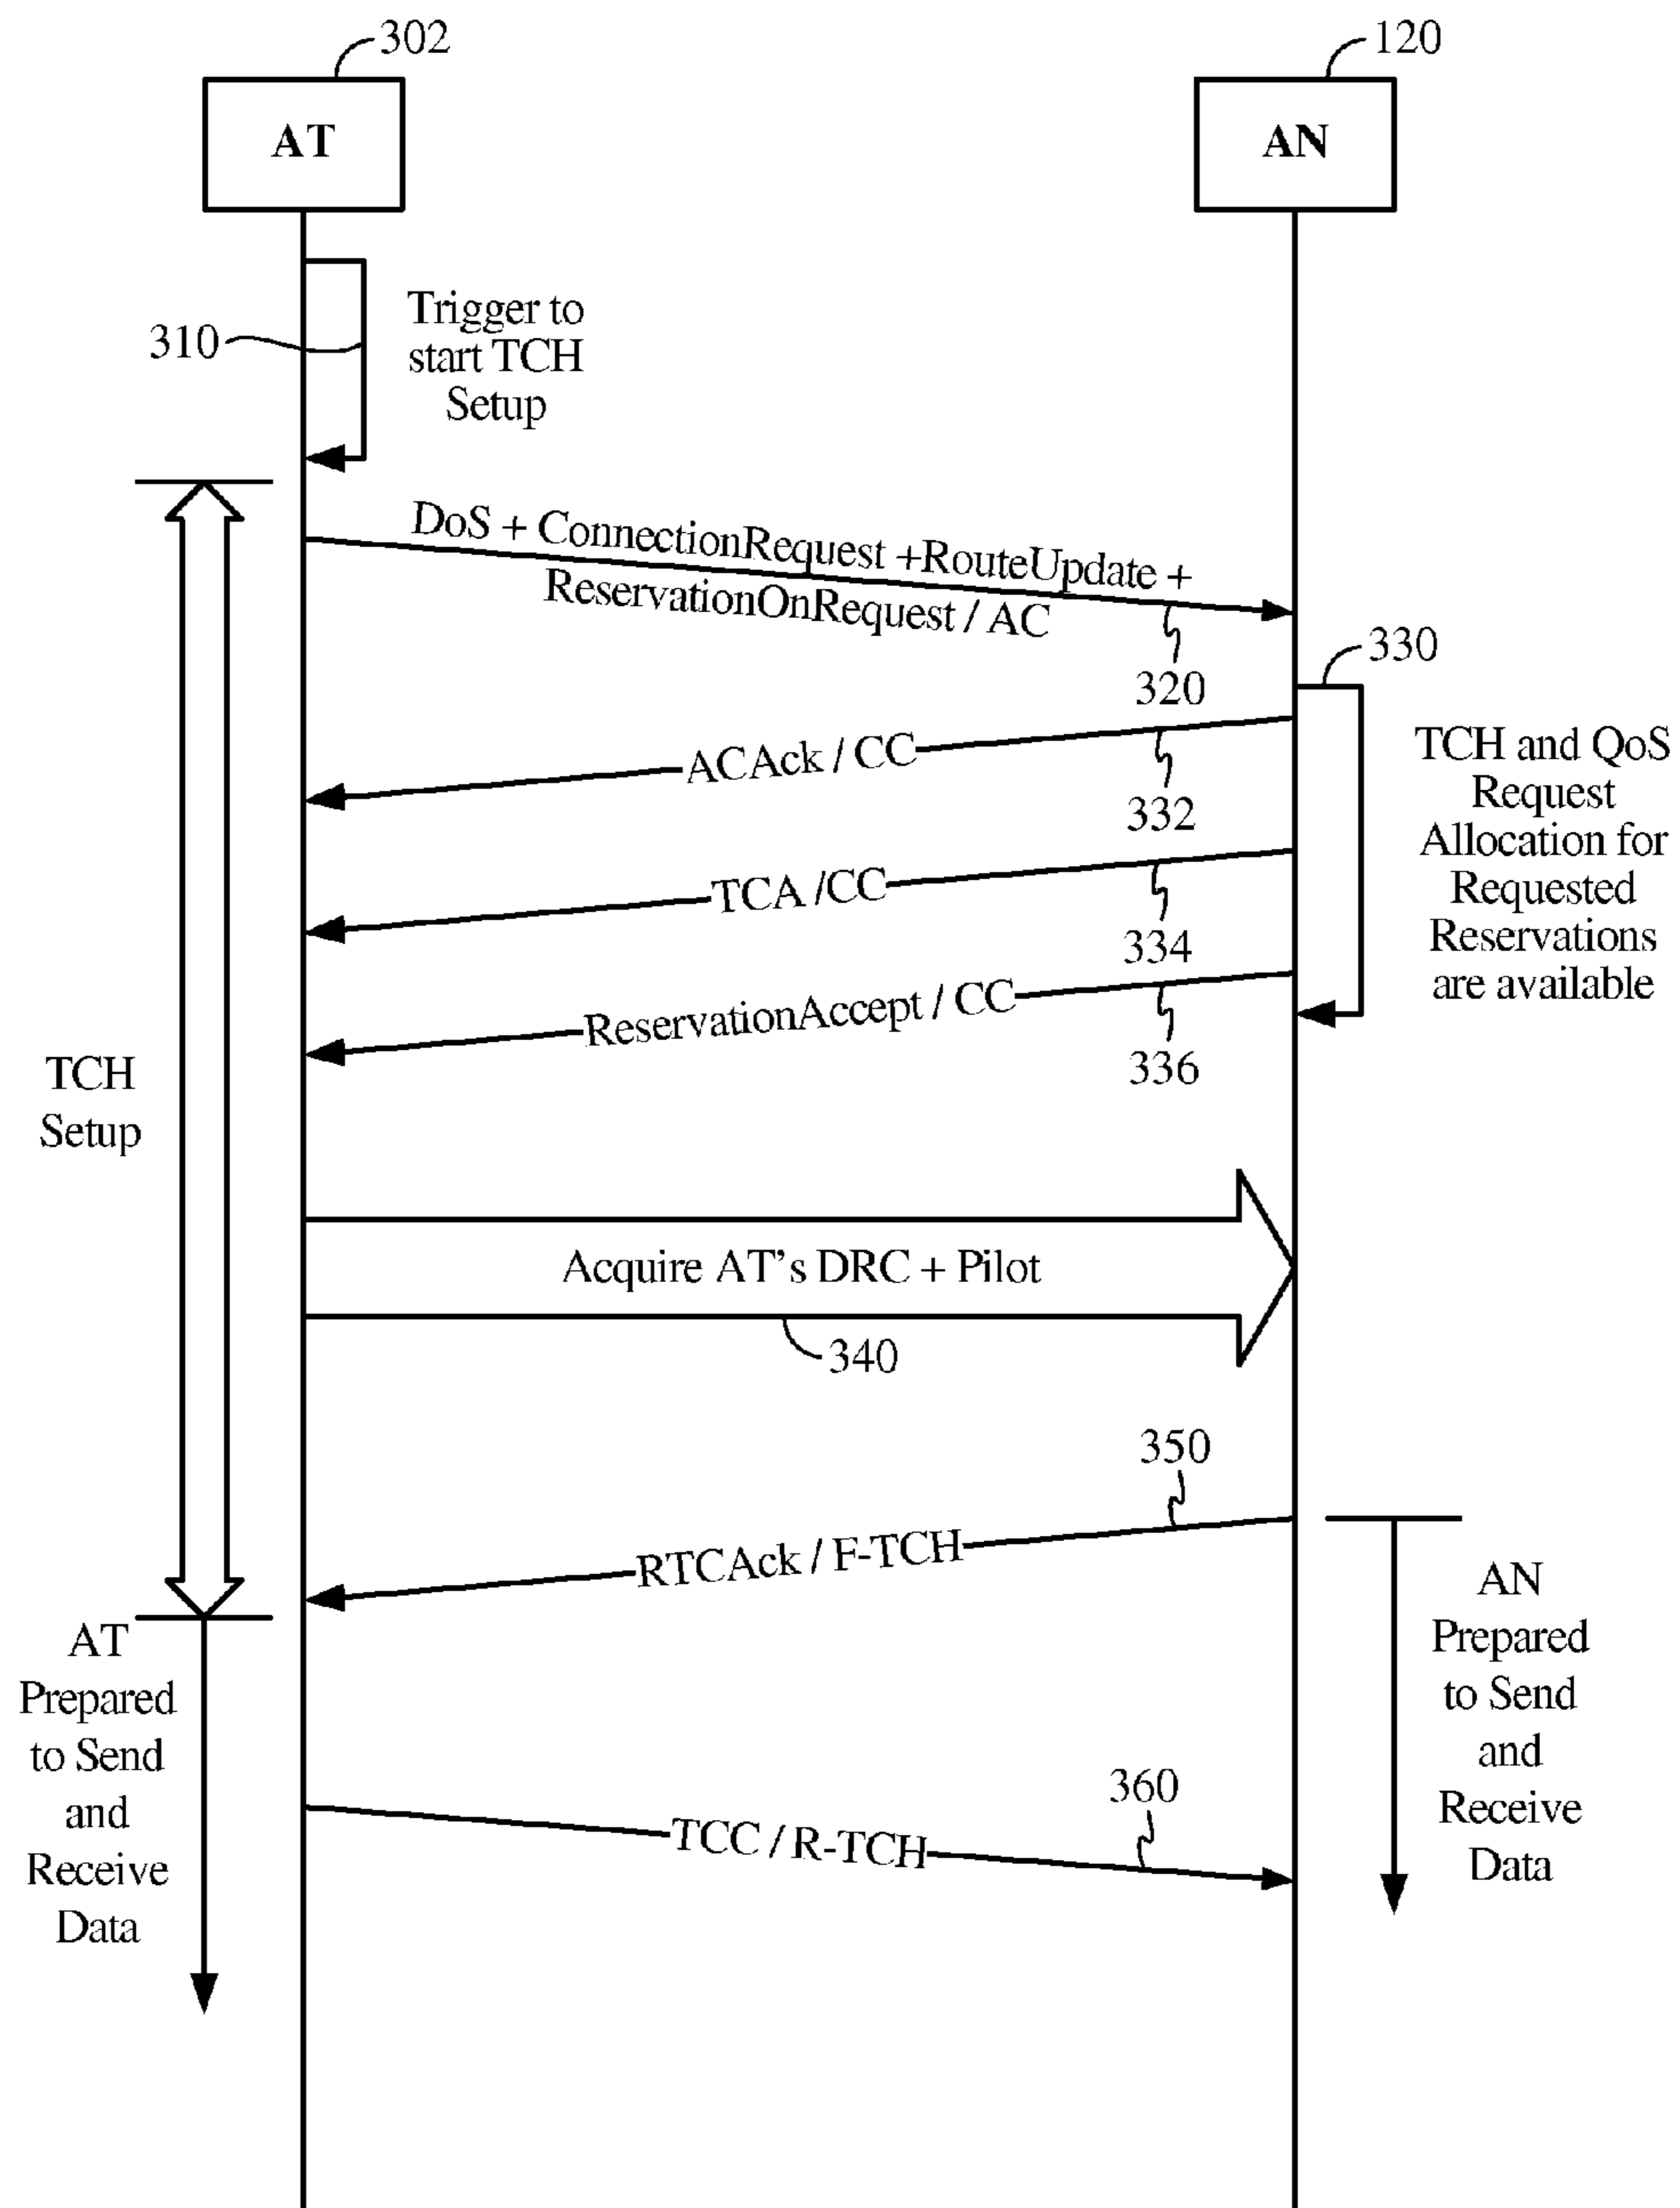 302
120
AT
AN
310
Trigger to
start TCH
Setup
DoS + ConnectionRequest +RouteUpdate +
ReservationOnRequest / AC
320
330
ACAck / CC
332
TCH and QoS
Request
Allocation for
Requested
Reservations
are available
TCA /CC
334
ReservationAccept / CC
336
TCH
Setup
Acquire AT’s DRC + Pilot
340
350
RTCAck / F-TCH
AT
Prepared
to Send
and
Receive
Data
AN
Prepared
to Send
and
Receive
Data
360
TCC / R-TCH